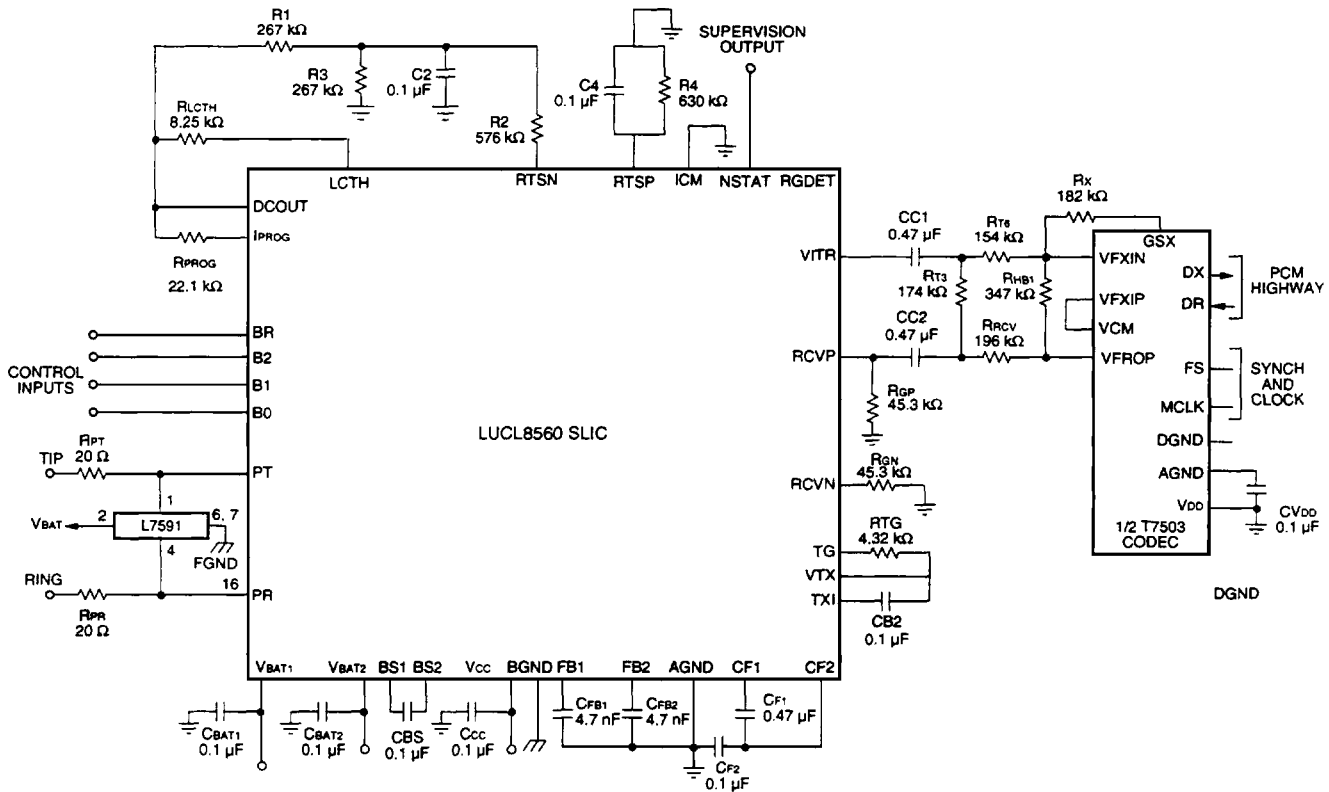 R1
267 kΩ
R3
267 kΩ
C2
0.1 µF
R2
576 kΩ
RLCTH
8.25 kΩ
RPROG
22.1 kΩ
C4
0.1 µF
R4
630 kΩ
SUPERVISION
OUTPUT
LCTH
RTSN
RTSP
ICM
NSTAT
RGDET
DCOUT
IPROG
BR
B2
B1
B0
CONTROL
INPUTS
LUCL8560 SLIC
TIP
RPT
20 Ω
PT
1
VBAT
2
L7591
6, 7
FGND
4
RING
16
PR
RPR
20 Ω
VITR
CC1
0.47 µF
RT6
154 kΩ
RX
182 kΩ
RT3
174 kΩ
RHB1
347 kΩ
CC2
0.47 µF
RRCV
196 kΩ
RCVP
RGP
45.3 kΩ
RCVN
RGN
45.3 kΩ
TG
RTG
4.32 kΩ
VTX
TXI
CB2
0.1 µF
GSX
VFXIN
VFXIP
VCM
VFROP
DX
DR
PCM
HIGHWAY
FS
MCLK
SYNCH
AND
CLOCK
DGND
AGND
VDD
CVDD
0.1 µF
1/2 T7503
CODEC
DGND
VBAT1
VBAT2
BS1
BS2
VCC
BGND
FB1
FB2
AGND
CF1
CF2
CBAT1
0.1 µF
CBAT2
0.1 µF
CBS
0.1 µF
CCC
0.1 µF
CFB1
4.7 nF
CFB2
4.7 nF
CF1
0.47 µF
CF2
0.1 µF